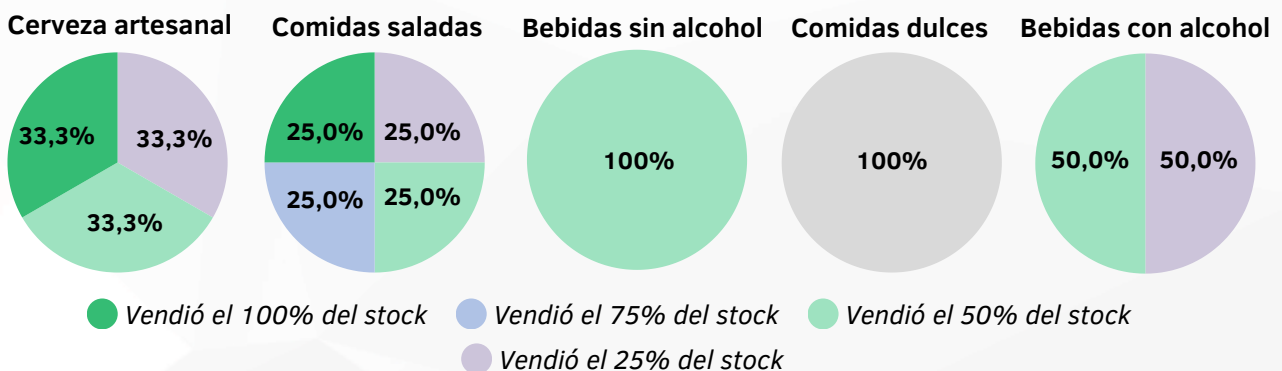 Cerveza artesanal
Comidas saladas
Bebidas sin alcohol
Comidas dulces
Bebidas con alcohol
33,3%
33,3%
33,3%
25,0%
25,0%
25,0%
25,0%
100%
100%
50,0%
50,0%
Vendió el 100% del stock
Vendió el 75% del stock
Vendió el 50% del stock
Vendió el 25% del stock